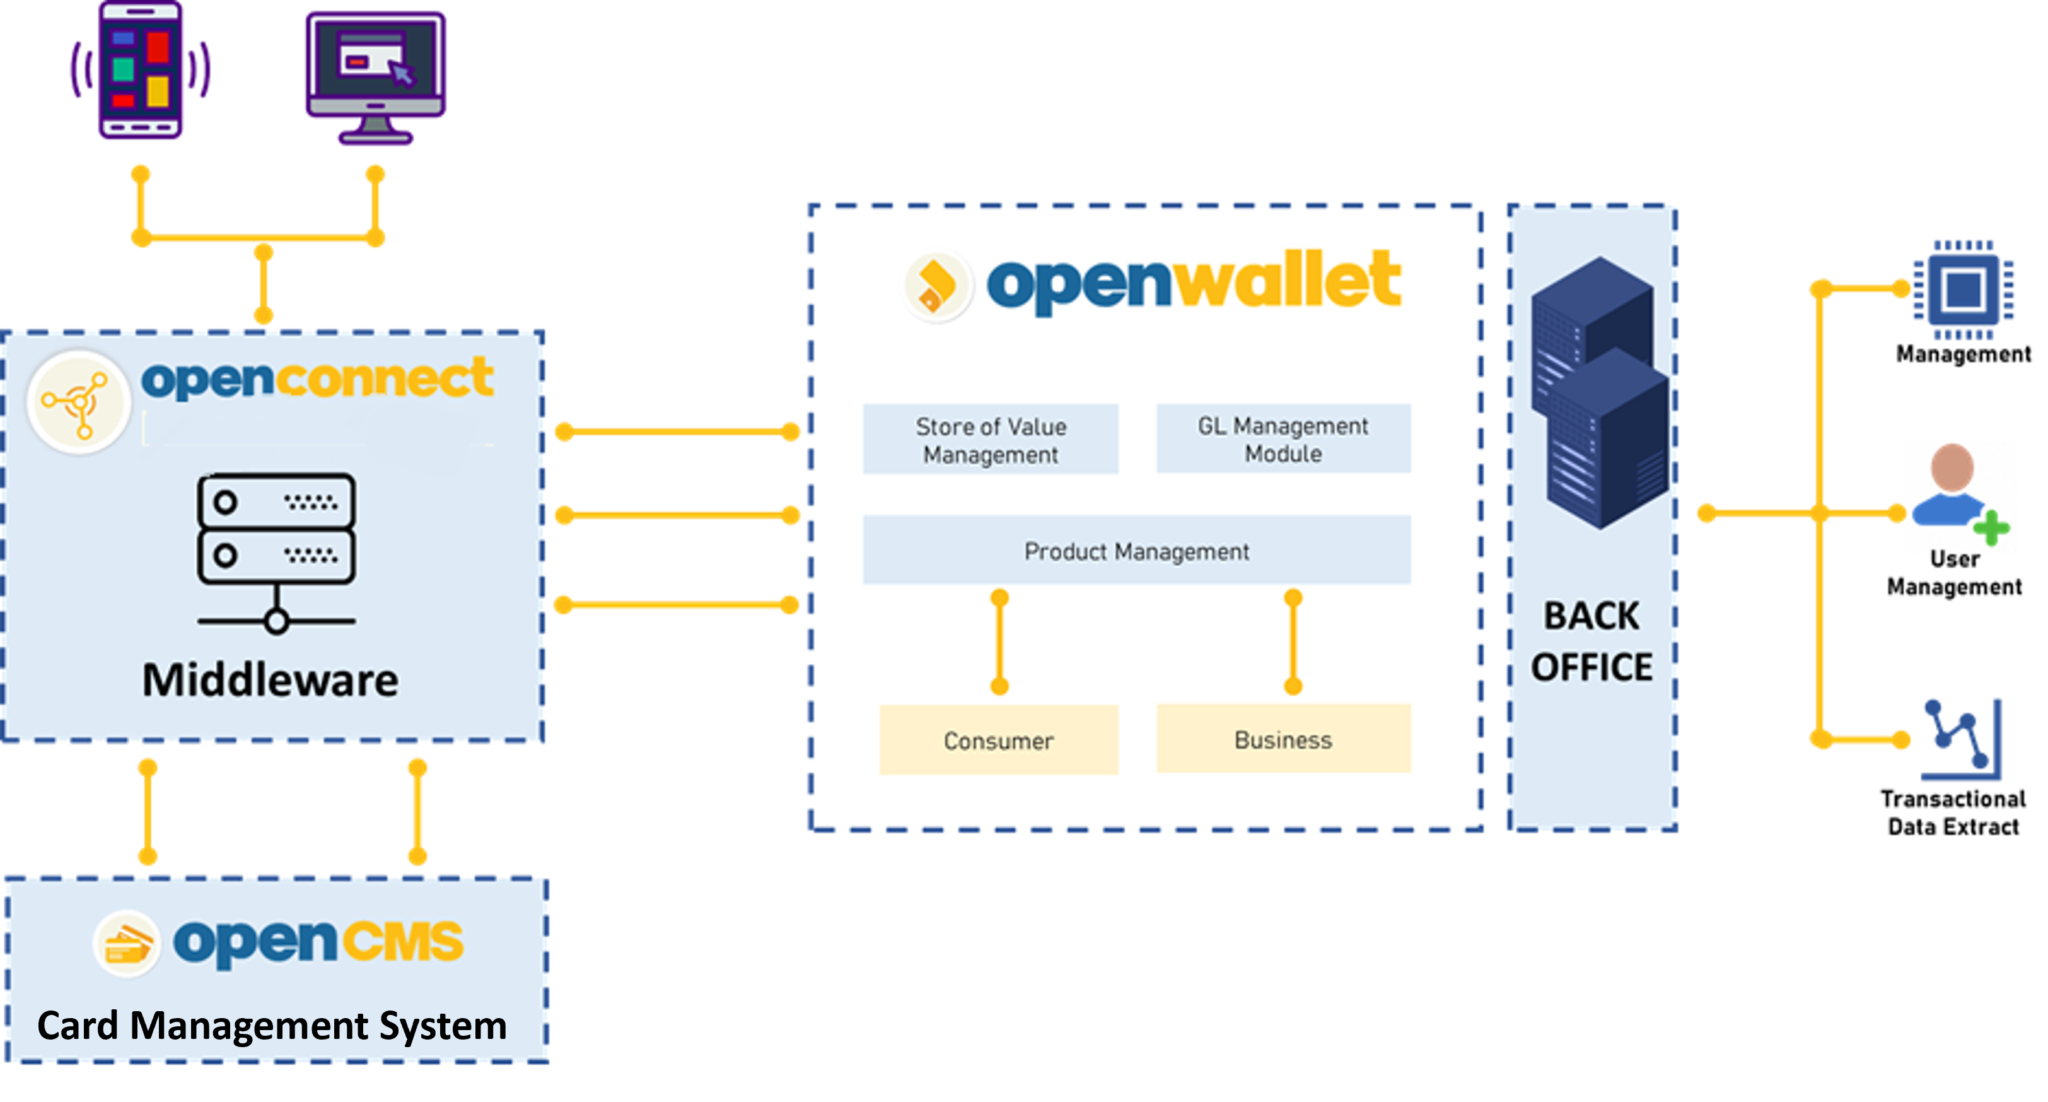 openconnect
Middleware
openCMS
Card Management System
openwallet
Store of Value
Management
GL Management
Module
Product Management
Consumer
Business
BACK
OFFICE
Management
User
Management
Transactional
Data Extract